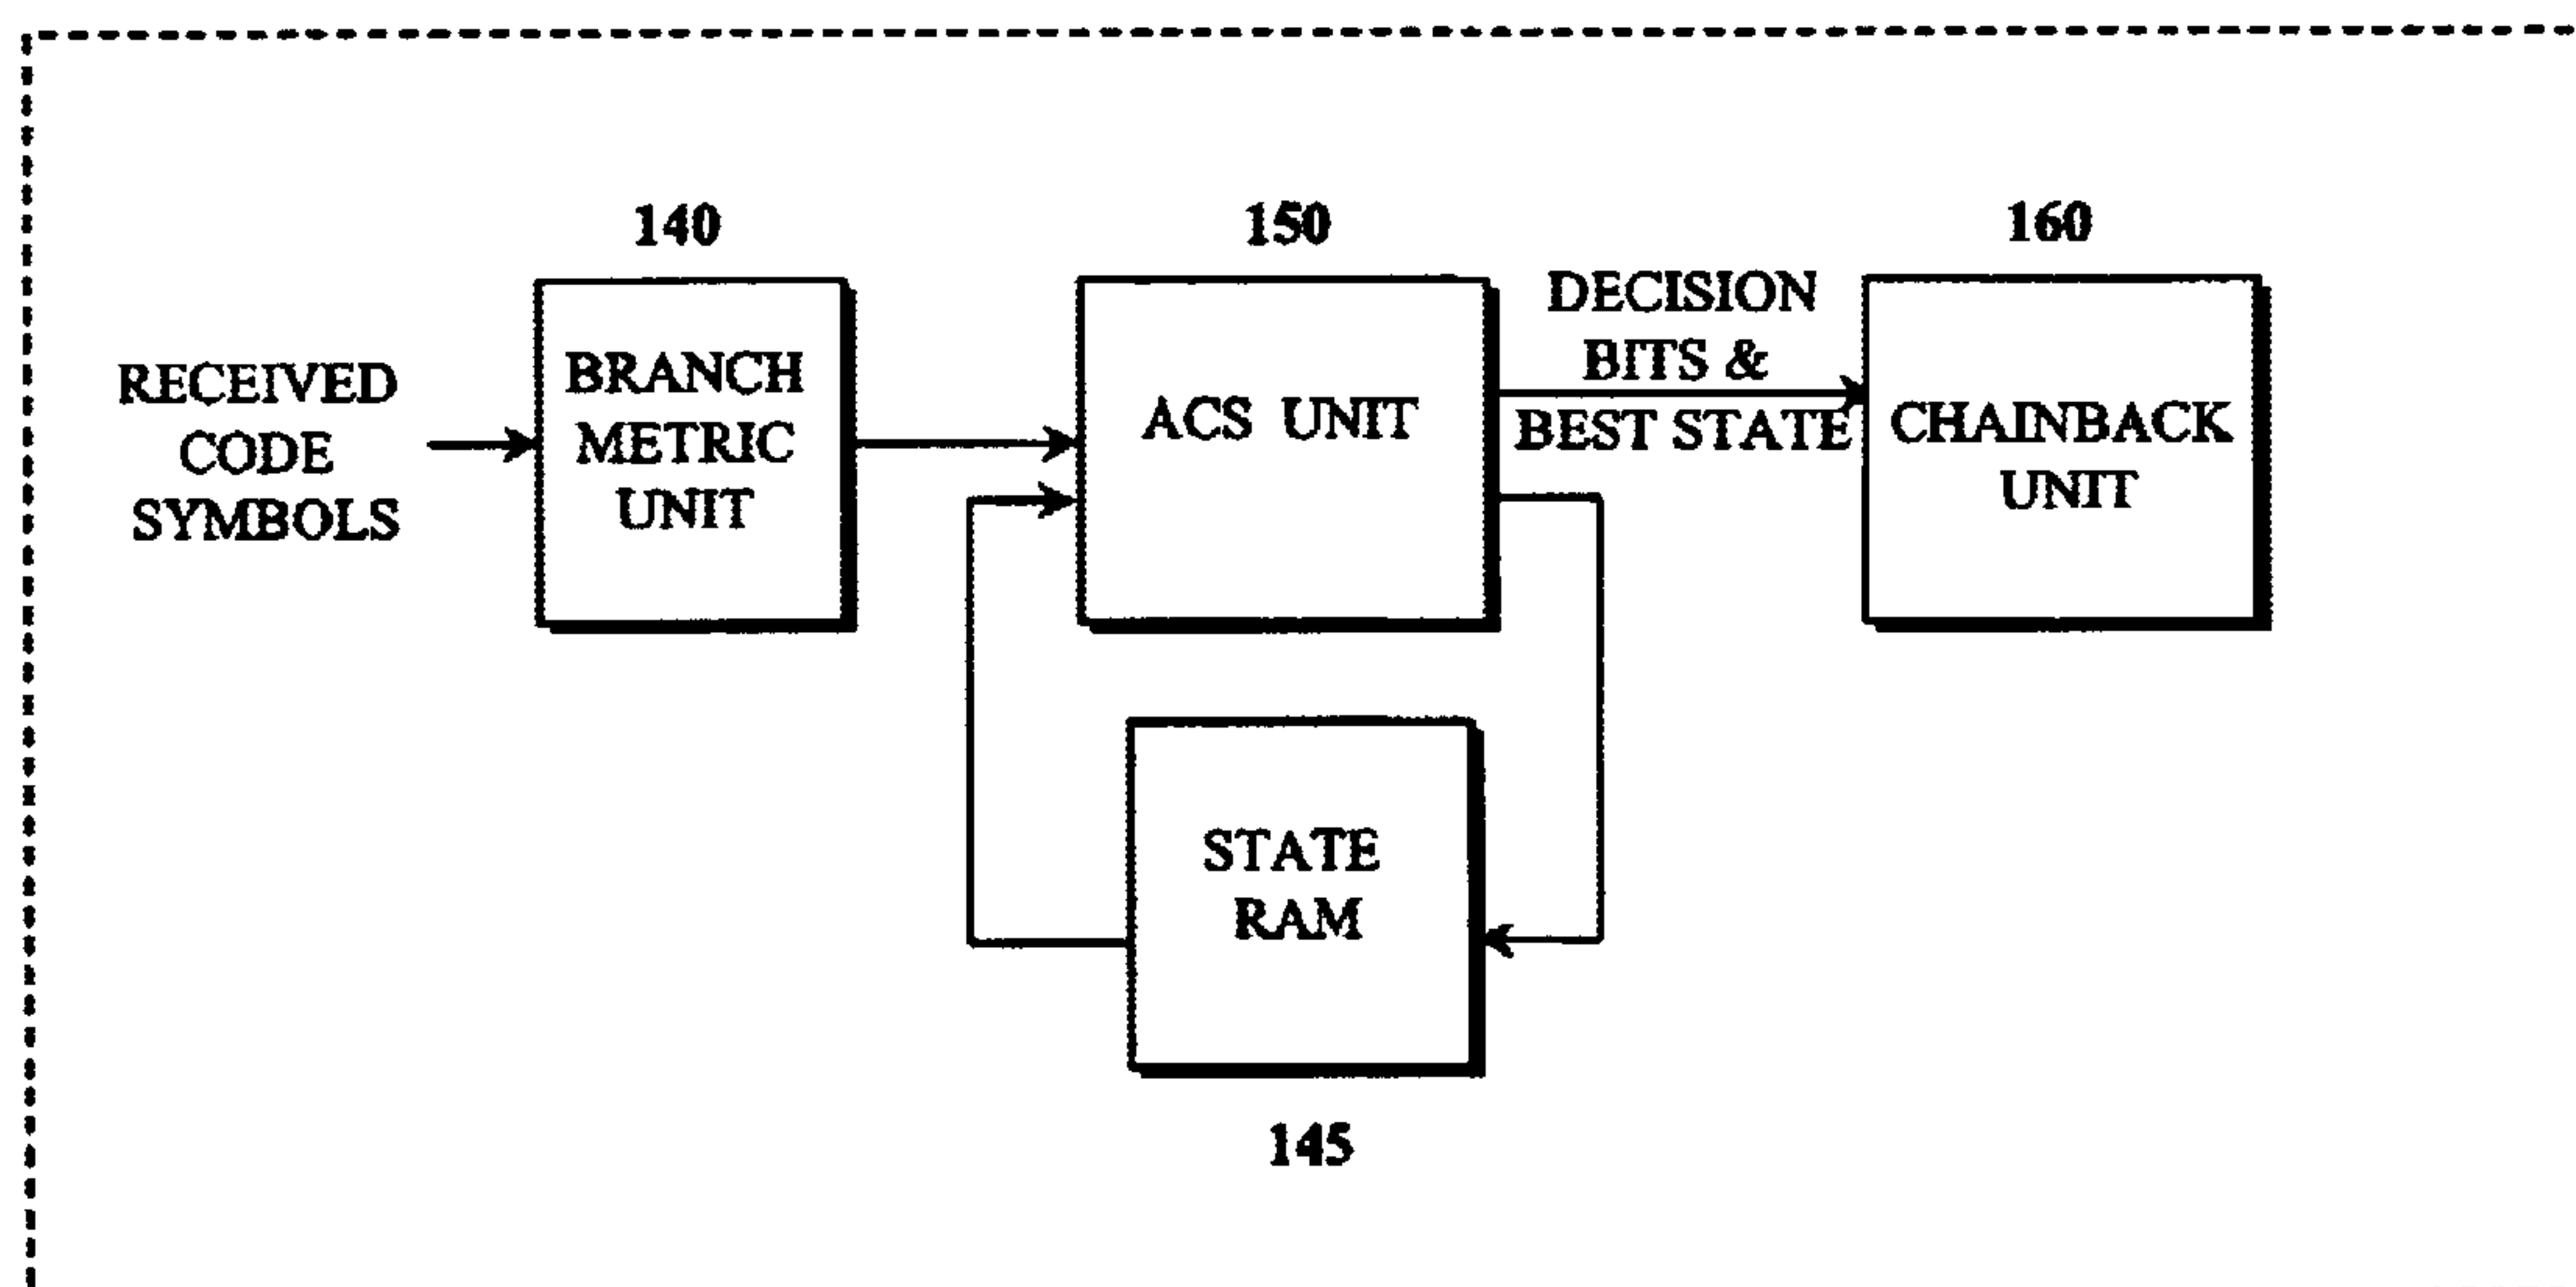 140
150
160
RECEIVED
CODE
SYMBOLS
BRANCH
METRIC
UNIT
ACS UNIT
DECISION
BITS &
BEST STATE
CHAINBACK
UNIT
STATE
RAM
145